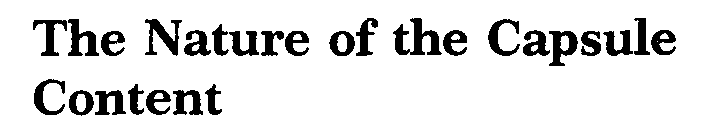 The Nature of the Capsule
Content